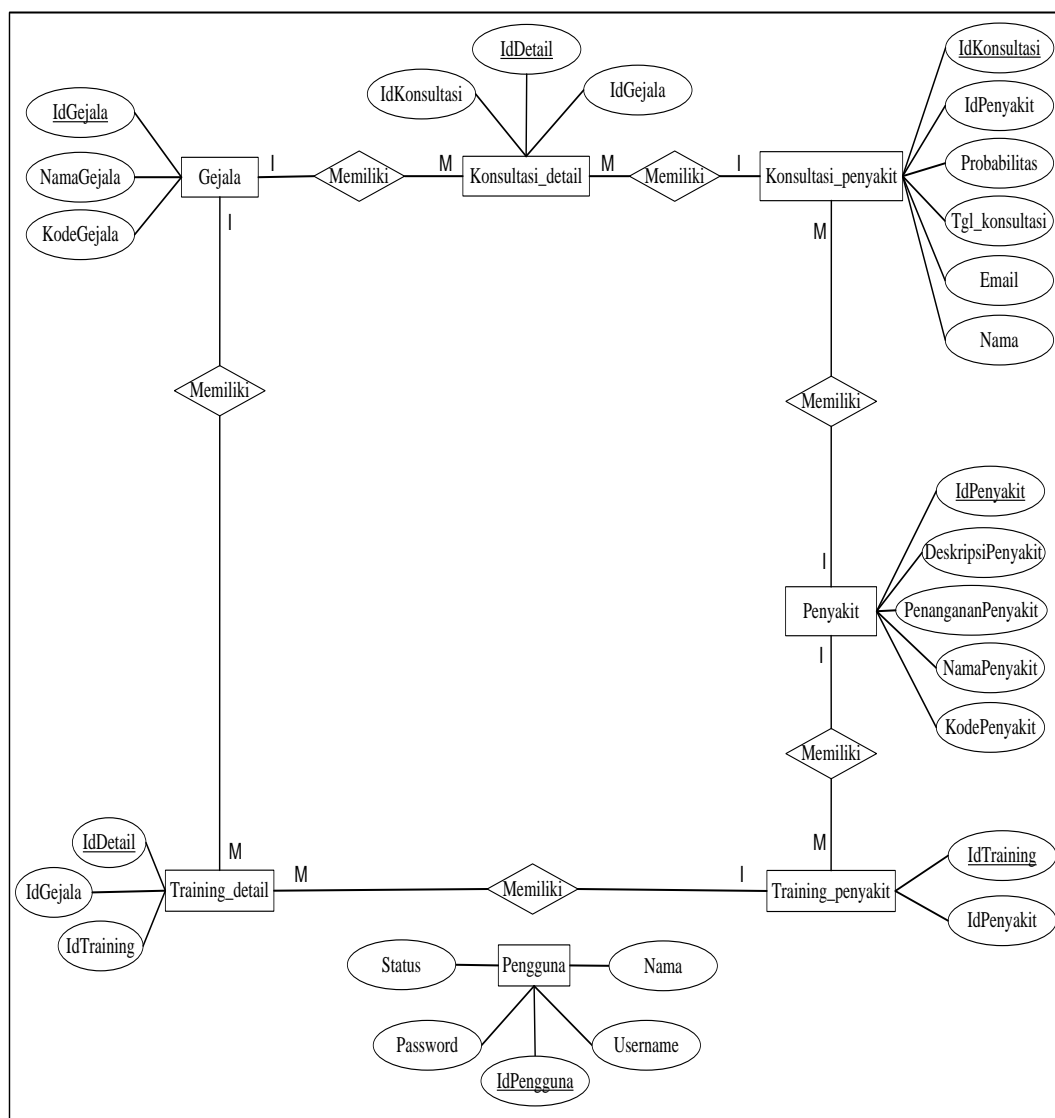 IdDetail
IdKonsultasi
IdKonsultasi
IdGejala
IdPenyakit
IdGejala
NamaGejala
KodeGejala
Gejala
I
Memiliki
M
Konsultasi_detail
M
Memiliki
I
Konsultasi_penyakit
Probabilitas
Tgl_konsultasi
Email
Nama
I
M
Memiliki
Memiliki
I
Penyakit
I
IdPenyakit
DeskripsiPenyakit
PenangananPenyakit
NamaPenyakit
KodePenyakit
Memiliki
M
M
IdDetail
IdGejala
IdTraining
Training_detail
M
Memiliki
I
Training_penyakit
IdTraining
IdPenyakit
Status
Pengguna
Nama
Password
IdPengguna
Username